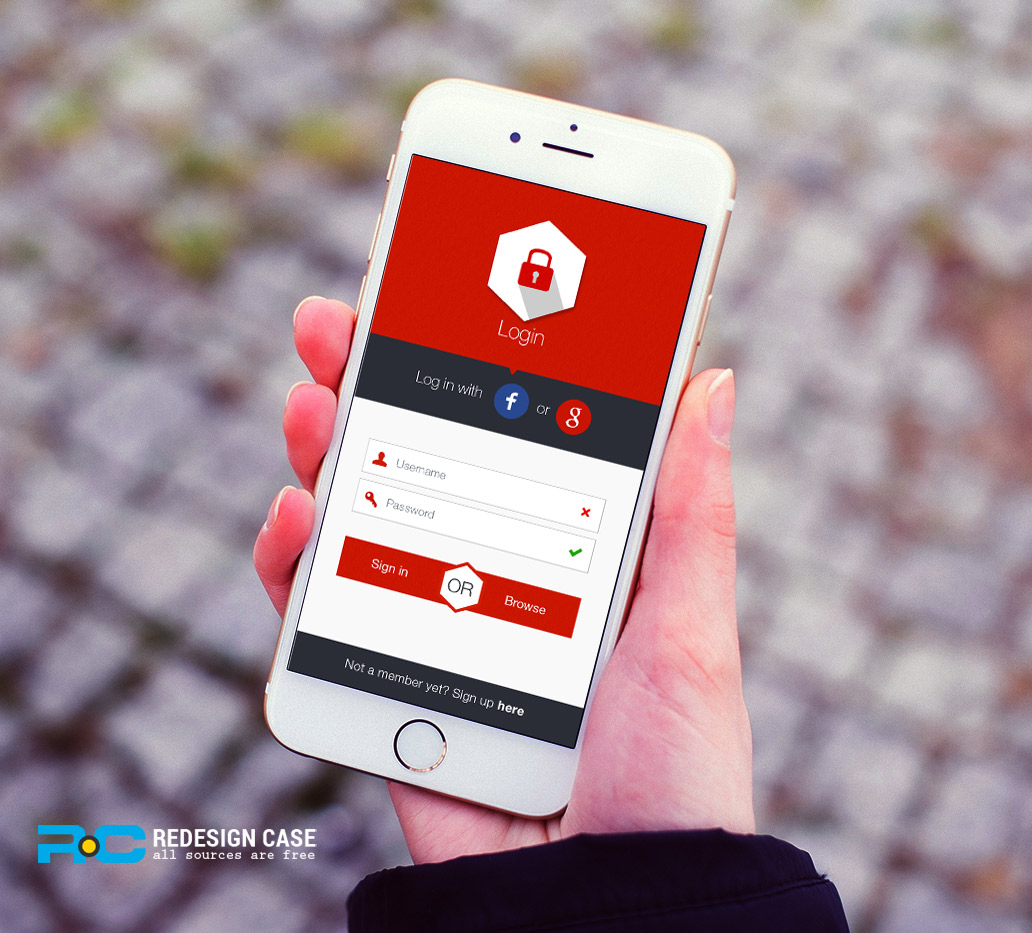 Login
Log in with f or g
Username
Password
Sign in OR Browse
Not a member yet? Sign up here
RC REDESIGN CASE
all sources are free